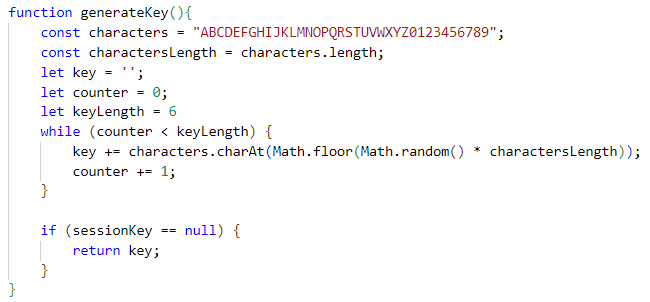 function generateKey(){
    const characters = "ABCDEFGHIJKLMNOPQRSTUVWXYZ0123456789";
    const charactersLength = characters.length;
    let key = '';
    let counter = 0;
    let keyLength = 6
    while (counter < keyLength) {
        key += characters.charAt(Math.floor(Math.random() * charactersLength));
        counter += 1;
    }

    if (sessionKey == null) {
        return key;
    }
}